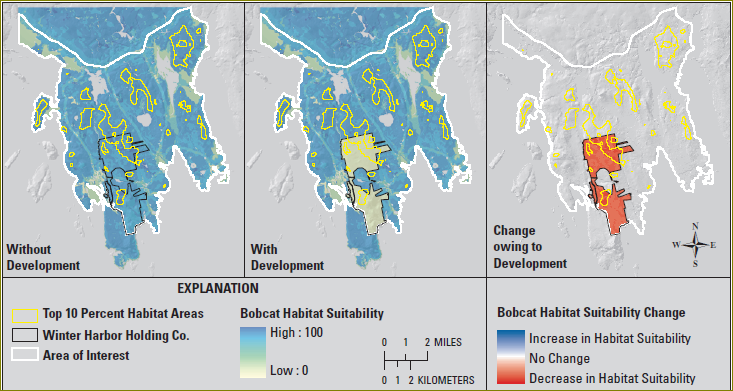 Without
Development
With
Development
Change
owing to
Development
N
W E
S
EXPLANATION
Top 10 Percent Habitat Areas
Winter Harbor Holding Co.
Area of Interest
Bobcat Habitat Suitability
High : 100
Low : 0
0 1 2 MILES
0 1 2 KILOMETERS
Bobcat Habitat Suitability Change
Increase in Habitat Suitability
No Change
Decrease in Habitat Suitability